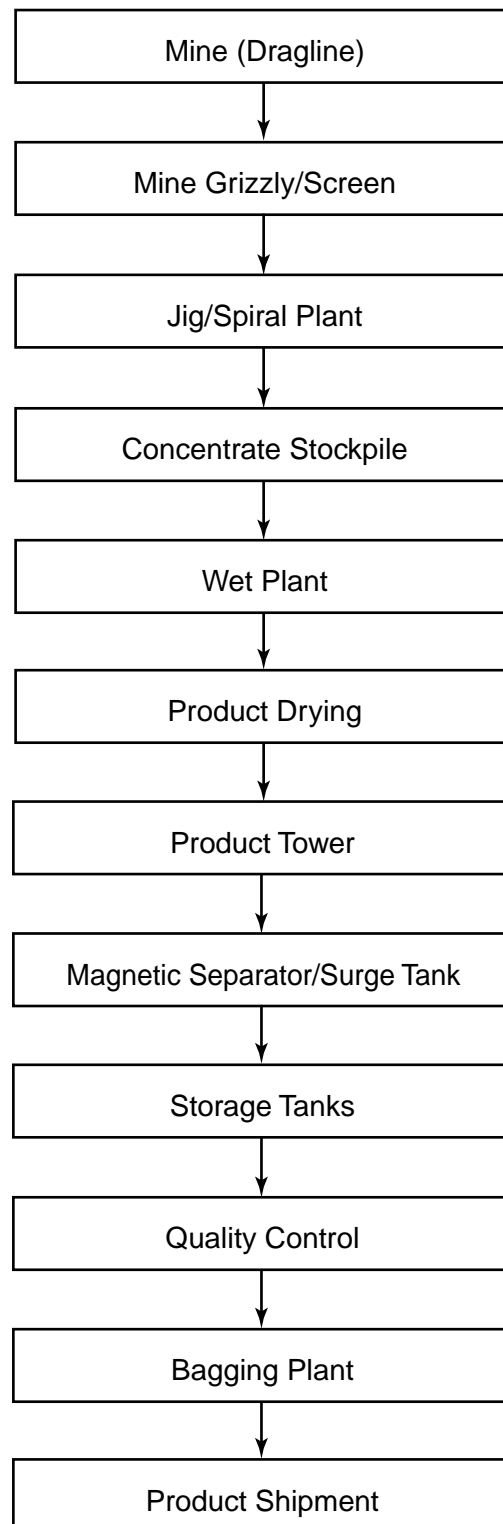 Mine (Dragline)
Mine Grizzly/Screen
Jig/Spiral Plant
Concentrate Stockpile
Wet Plant
Product Drying
Product Tower
Magnetic Separator/Surge Tank
Storage Tanks
Quality Control
Bagging Plant
Product Shipment